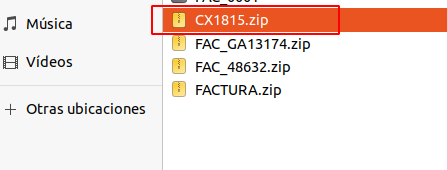 Música
Vídeos
Otras ubicaciones
CX1815.zip
FAC_GA13174.zip
FAC_48632.zip
FACTURA.zip